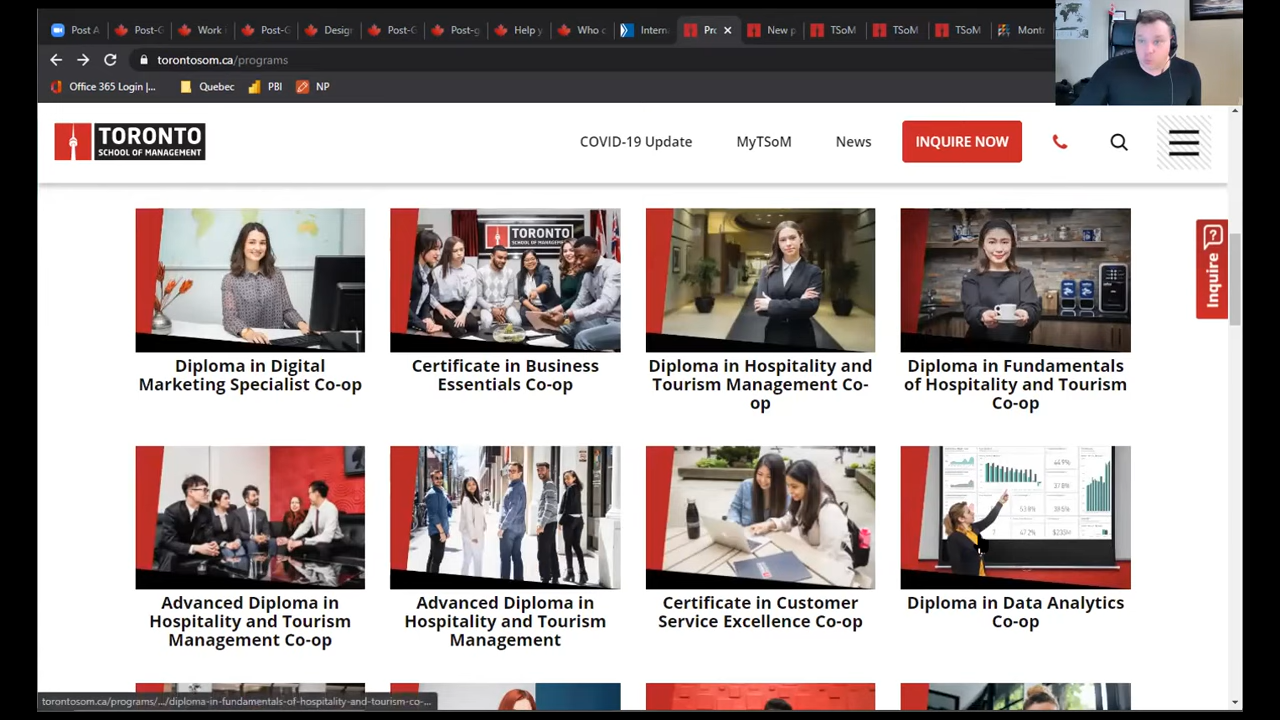 Post A
Post-G
Work
Post-G
Design
Post-G
Post-g
Help y
Who c
Intern
Pro
New p
TSoM
TSoM
TSoM
Montr
torontosom.ca/programs
Office 365 Login |...
Quebec
PBI
NP
TORONTO
SCHOOL OF MANAGEMENT
COVID-19 Update
MyTSoM
News
INQUIRE NOW
Inquire
TORONTO
SCHOOL OF MANAGEMENT
Diploma in Digital
Marketing Specialist Co-op
Certificate in Business
Essentials Co-op
Diploma in Hospitality and
Tourism Management Co-
op
Diploma in Fundamentals
of Hospitality and Tourism
Co-op
44.9%
Advanced Diploma in
Hospitality and Tourism
Management Co-op
Advanced Diploma in
Hospitality and Tourism
Management
Certificate in Customer
Service Excellence Co-op
Diploma in Data Analytics
Co-op
torontosom.ca/programs/.../diploma-in-fundamentals-of-hospitality-and-tourism-co-...